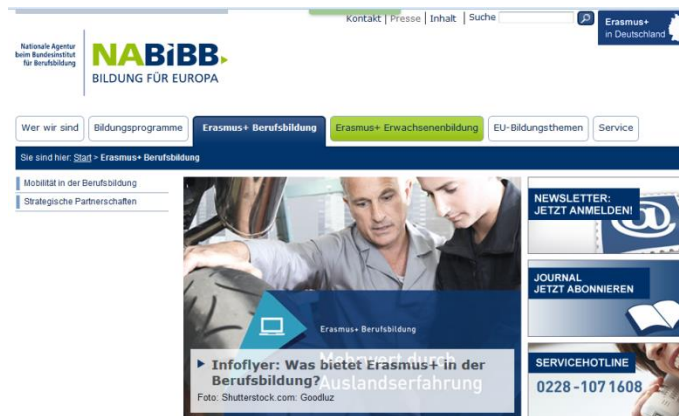 Kontakt | Presse | Inhalt | Suche
Erasmus+
in Deutschland
Nationale Agentur
beim Bundesinstitut
für Berufsbildung
NABiBB
BILDUNG FÜR EUROPA
Wer wir sind
Bildungsprogramme
Erasmus+ Berufsbildung
Erasmus+ Erwachsenenbildung
EU-Bildungsthemen
Service
Sie sind hier: Start > Erasmus+ Berufsbildung
Mobilität in der Berufsbildung
Strategische Partnerschaften
Erasmus+ Berufsbildung
Mehrwert durch
Auslandserfahrung
Infoflyer: Was bietet Erasmus+ in der
Berufsbildung?
Foto: Shutterstock.com: Goodluz
NEWSLETTER:
JETZT ANMELDEN!
@
JOURNAL
JETZT ABONNIEREN
SERVICEHOTLINE
0228 - 107 1608